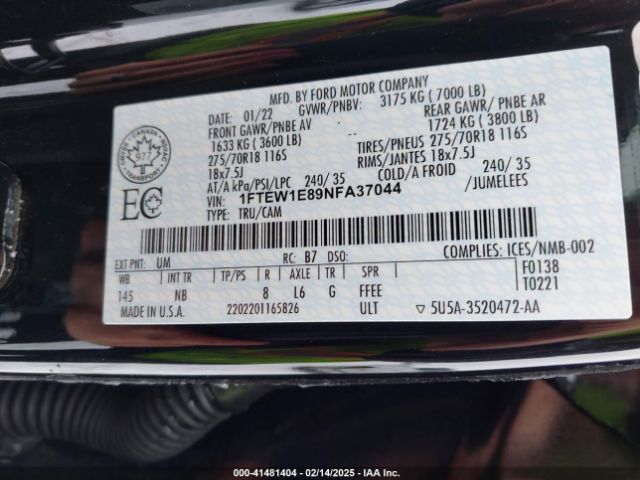 MFD. BY FORD MOTOR COMPANY
01/22 GVWR/PNBV: 3175 KG ( 7000 LB)
FRONT GAWR/PNBE AV REAR GAWR/ PNBE AR
1633 KG ( 3600 LB) 1724 KG ( 3800 LB)
275/70R18 116S TIRES/PNEUS 275/70R18 116S
18x7.5J RIMS/JANTES 18x7.5J
AT/A kPa/PSI/LPC 240/ 35 COLD/A FROID 240/ 35
VIN: 1FTEW1E89NFA37044 /JUMELEES
TYPE: TRU/CAM
CANADA
977
TRANSPORT
EC
COMPLIES: ICES/NMB-002
EXT PNT: UM RC: B7 DSO: F0138
WB INT TR TP/PS R AXLE TR SPR T0221
145 NB 8 L6 G FFEE
MADE IN U.S.A. 2202201165826 ULT ▽ 5U5A-3520472-AA
000-41481404 - 02/14/2025 - IAA Inc.